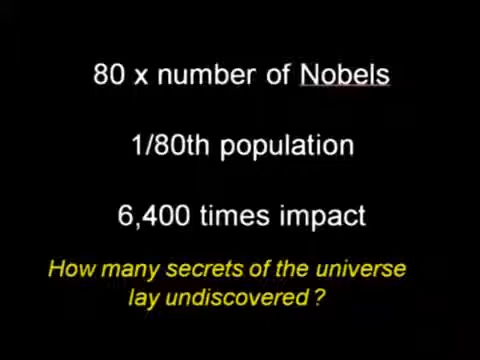 80 x number of Nobels
1/80th population
6,400 times impact
How many secrets of the universe
lay undiscovered ?